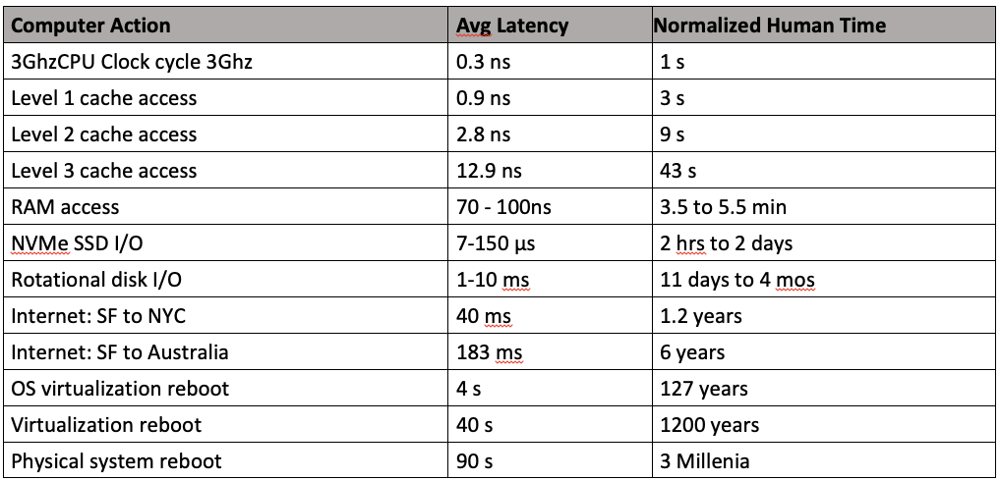 Computer Action Avg Latency Normalized Human Time
3GhzCPU Clock cycle 3Ghz 0.3 ns 1 s
Level 1 cache access 0.9 ns 3 s
Level 2 cache access 2.8 ns 9 s
Level 3 cache access 12.9 ns 43 s
RAM access 70 - 100ns 3.5 to 5.5 min
NVMe SSD I/O 7-150 µs 2 hrs to 2 days
Rotational disk I/O 1-10 ms 11 days to 4 mos
Internet: SF to NYC 40 ms 1.2 years
Internet: SF to Australia 183 ms 6 years
OS virtualization reboot 4 s 127 years
Virtualization reboot 40 s 1200 years
Physical system reboot 90 s 3 Millenia